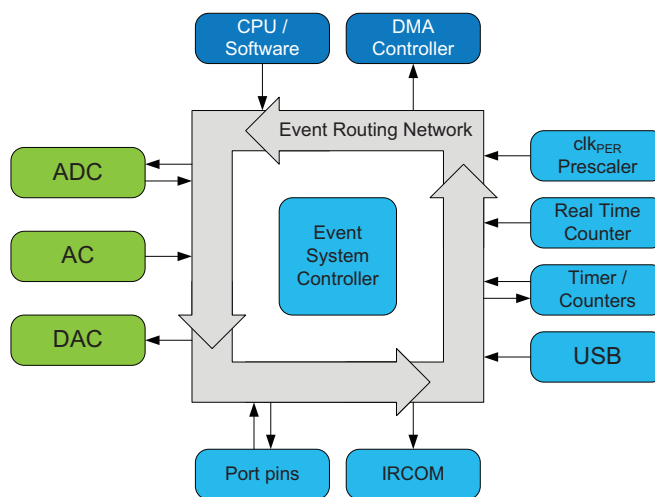 CPU /
Software
DMA
Controller
Event Routing Network
ADC
clkPER
Prescaler
AC
Event
System
Controller
Real Time
Counter
Timer /
Counters
DAC
USB
Port pins
IRCOM